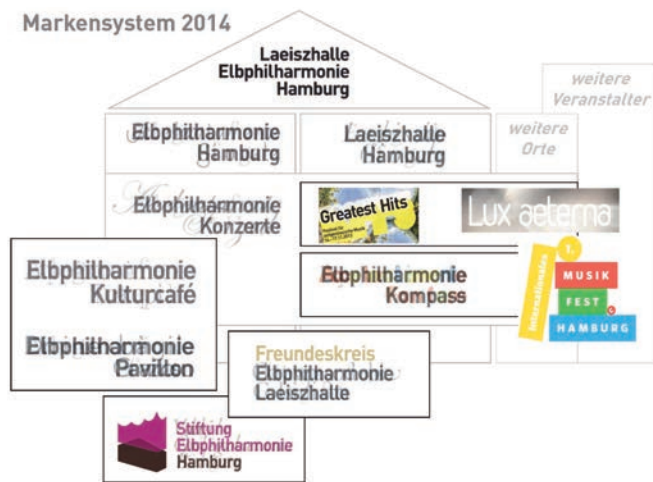 Markensystem 2014
Laeiszhalle
Elbphilharmonie
Hamburg
weitere
Veranstalter
Elbphilharmonie
Hamburg
Laeiszhalle
Hamburg
weitere
Orte
Elbphilharmonie
Konzerte
Greatest Hits
Lux aeterna
Elbphilharmonie
Kulturcafé
Elbphilharmonie
Kompass
Internationales
1.
MUSIK
FEST
HAMBURG
Elbphilharmonie
Pavillon
Freundeskreis
Elbphilharmonie
Laeiszhalle
Stiftung
Elbphilharmonie
Hamburg